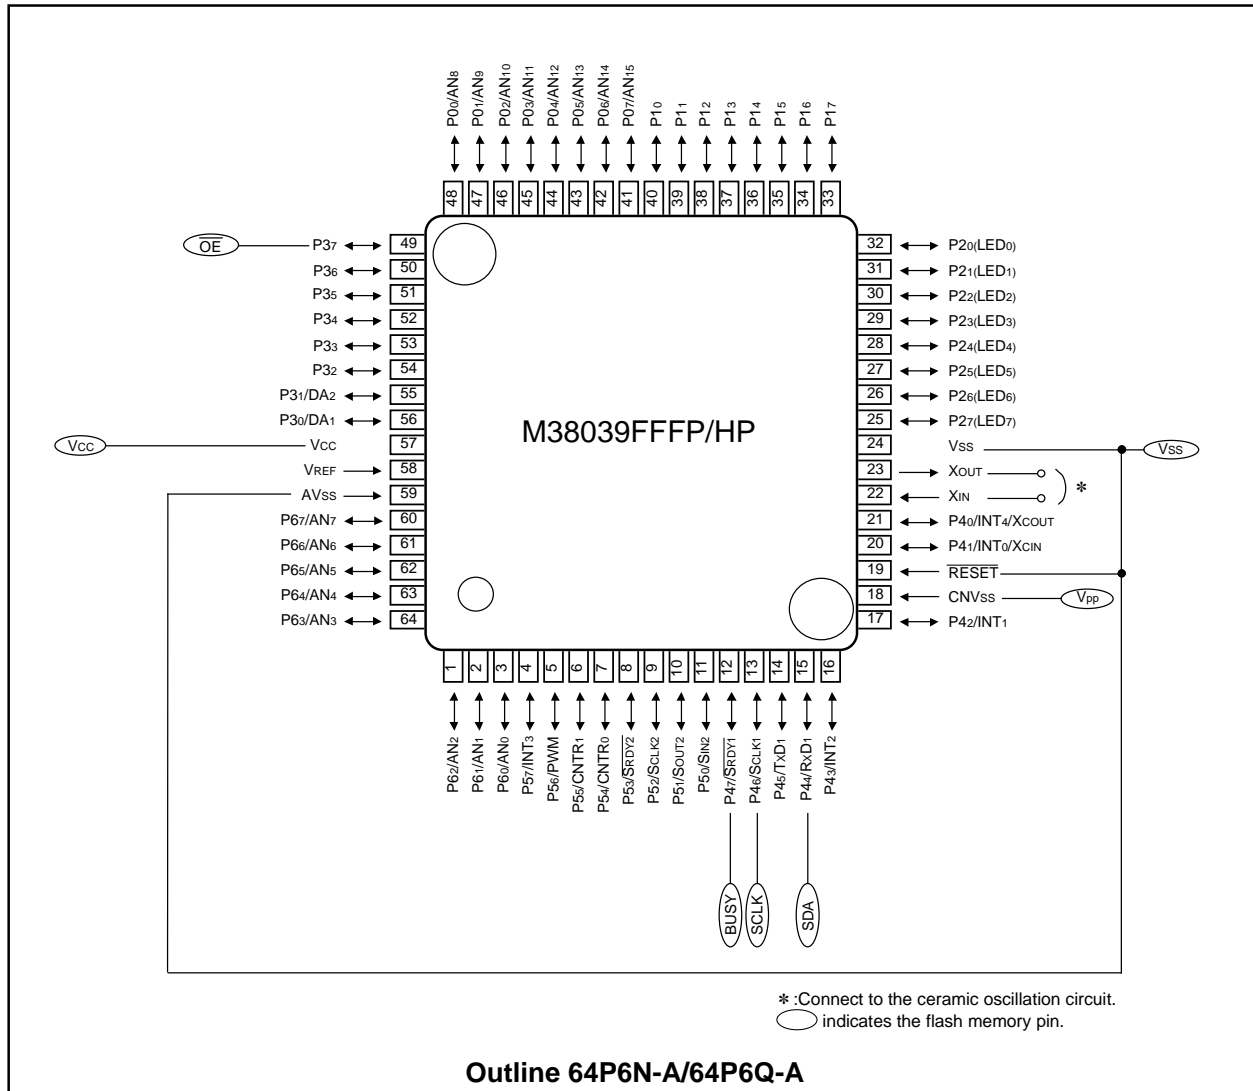 P00/AN8
P01/AN9
P02/AN10
P03/AN11
P04/AN12
P05/AN13
P06/AN14
P07/AN15
P10
P11
P12
P13
P14
P15
P16
P17
48
47
46
45
44
43
42
41
40
39
38
37
36
35
34
33
OE P37 49
P36 50
P35 51
P34 52
P33 53
P32 54
P31/DA2 55
P30/DA1 56
VCC VCC 57
VREF 58
AVSS 59
P67/AN7 60
P66/AN6 61
P65/AN5 62
P64/AN4 63
P63/AN3 64
M38039FFFP/HP
32 P20(LED0)
31 P21(LED1)
30 P22(LED2)
29 P23(LED3)
28 P24(LED4)
27 P25(LED5)
26 P26(LED6)
25 P27(LED7)
24 VSS VSS
23 XOUT
22 XIN *
21 P40/INT4/XCOUT
20 P41/INT0/XCIN
19 RESET
18 CNVSS Vpp
17 P42/INT1
1
2
3
4
5
6
7
8
9
10
11
12
13
14
15
16
P62/AN2
P61/AN1
P60/AN0
P57/INT3
P56/PWM
P55/CNTR1
P54/CNTR0
P53/SRDY2
P52/SCLK2
P51/SOUT2
P50/SIN2
P47/SRDY1
P46/SCLK1
P45/TXD1
P44/RXD1
P43/INT2
BUSY
SCLK
SDA
* :Connect to the ceramic oscillation circuit.
indicates the flash memory pin.
Outline 64P6N-A/64P6Q-A